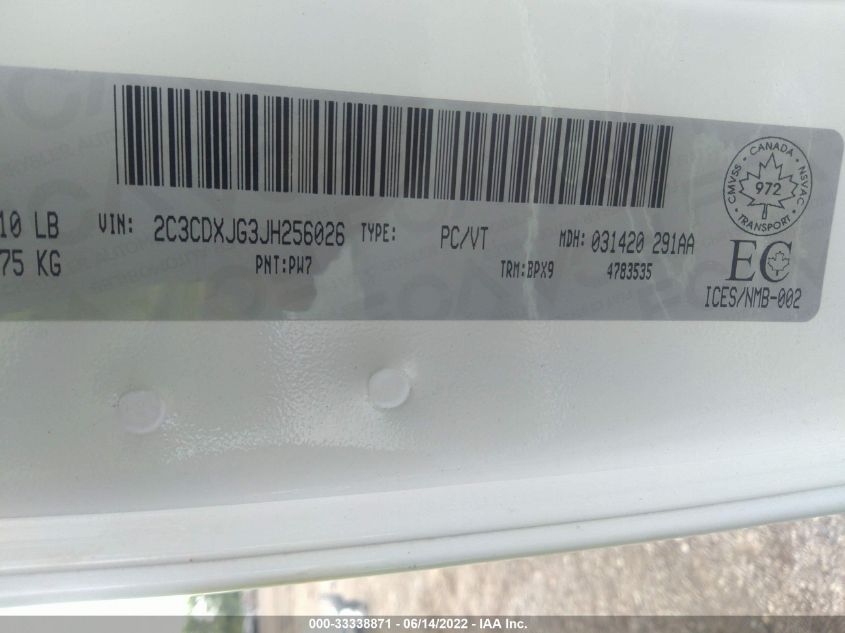 10 LB
75 KG
VIN: 2C3CDXJG3JH256026 TYPE: PC/VT MDH: 031420 291AA
PNT:PW7 TRM:BPX9 4783535
CANADA
CMVSS
NSVAC
972
TRANSPORT
EC
ICES/NMB-002
000-33338871 - 06/14/2022 - IAA Inc.